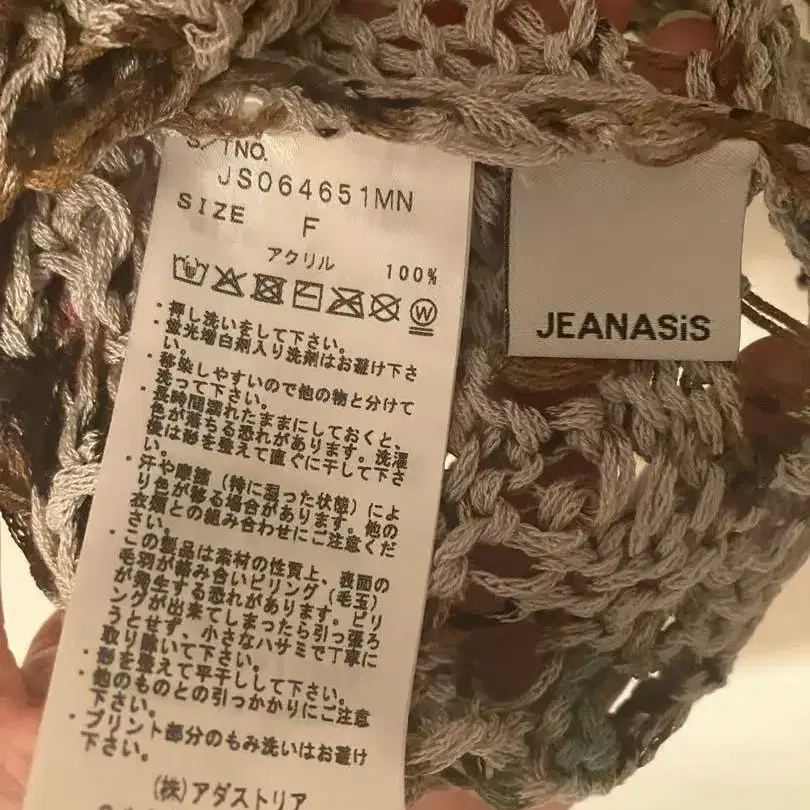 S/TNO.
JS064651MN
SIZE F
アクリル 100%
W
・押し洗いをして下さい。
・蛍光増白剤入り洗剤はお避け下さ
い。
・移染しやすいので他の物と分けて
洗って下さい。
・長時間濡れたままにしておくと、
色が落ちる恐れがあります。洗濯
後は形を整えて直ぐに干して下さ
い。
・汗や摩擦（特に湿った状態）によ
り色が移る場合があります。他の
衣類との組み合わせにご注意くだ
さい。
・この製品は素材の性質上、表面の
毛羽が絡み合いピリング（毛玉）
が発生する恐れがあります。ピリ
ングが出来てしまったら引っ張ろ
うとせず、小さなハサミで丁寧に
取り除いて下さい。
・形を整えて平干しして下さい。
・他のものとの引っかかりにご注意
下さい。
・プリント部分のもみ洗いはお避け
下さい。
(株)アダストリア
JEANASiS